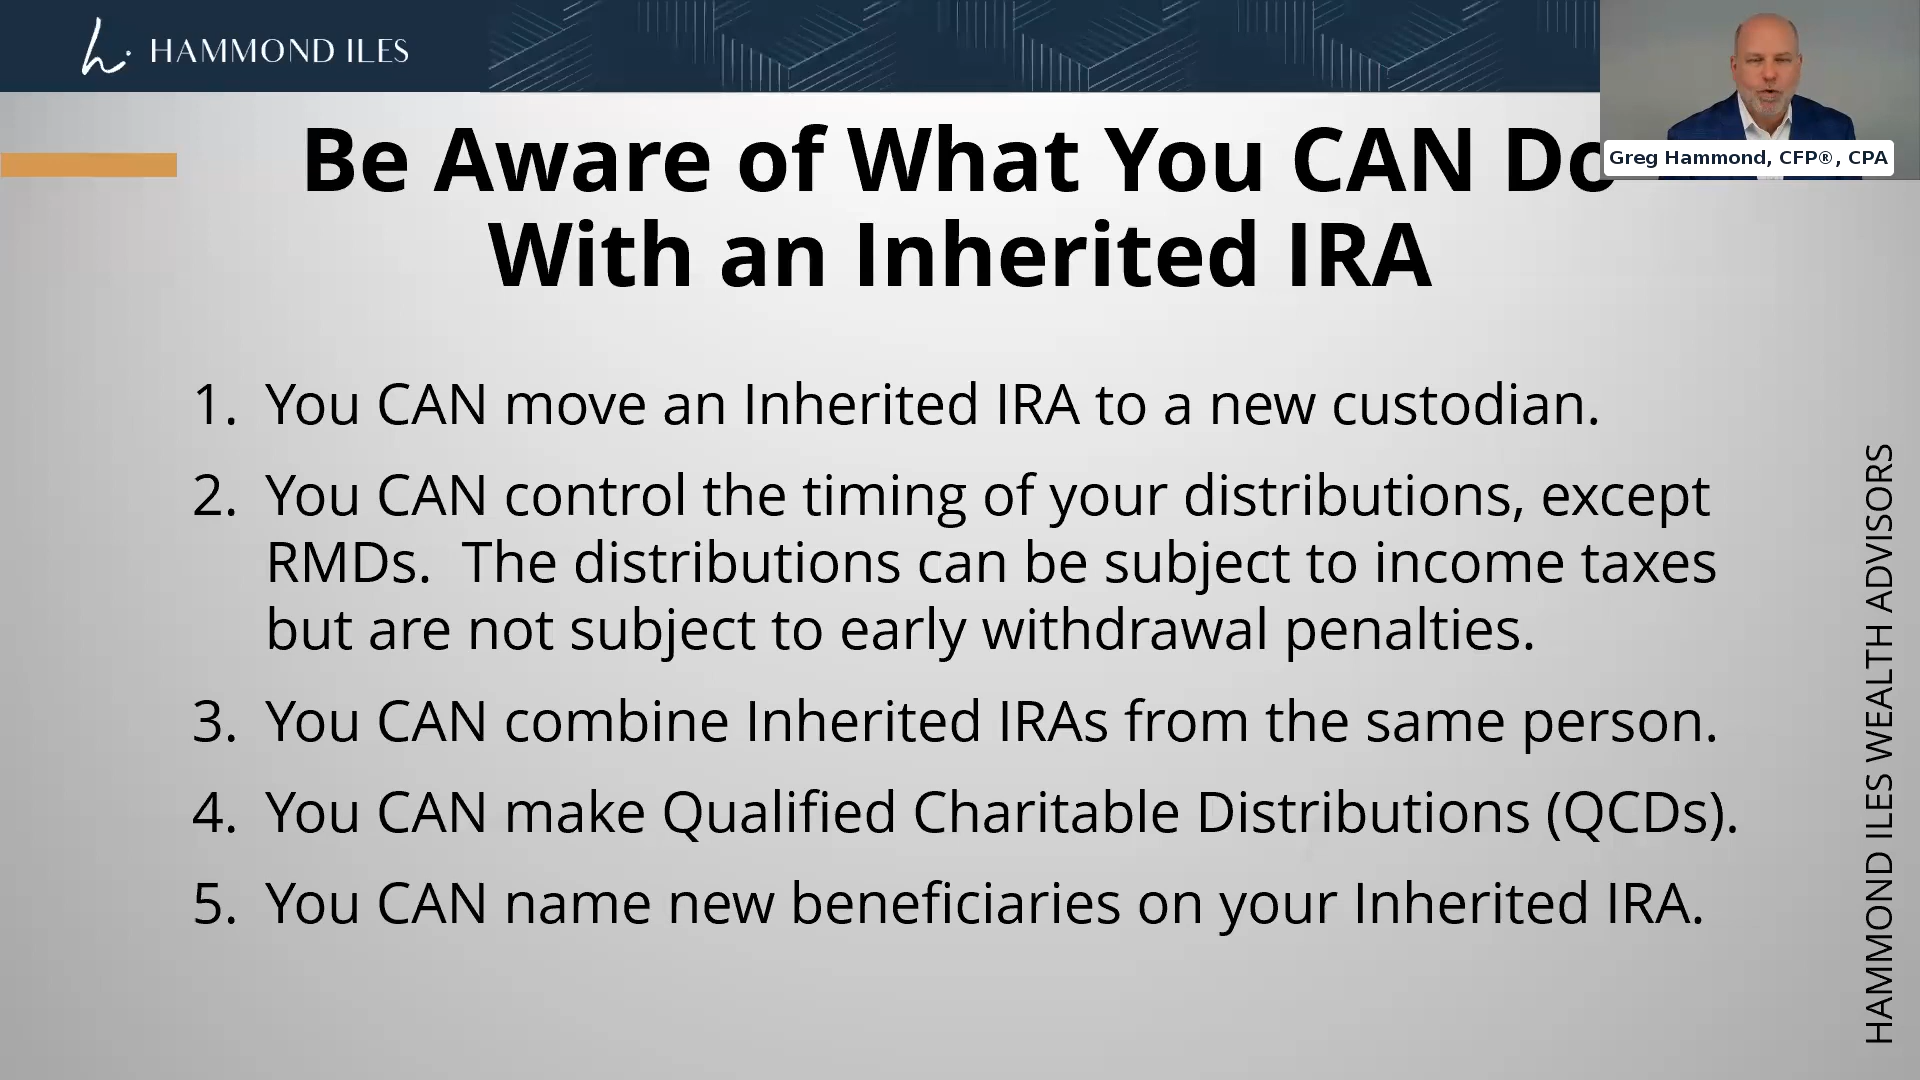 h. HAMMOND ILES
Be Aware of What You CAN Do
With an Inherited IRA
Greg Hammond, CFP®, CPA
1. You CAN move an Inherited IRA to a new custodian.
2. You CAN control the timing of your distributions, except
RMDs. The distributions can be subject to income taxes
but are not subject to early withdrawal penalties.
3. You CAN combine Inherited IRAs from the same person.
4. You CAN make Qualified Charitable Distributions (QCDs).
5. You CAN name new beneficiaries on your Inherited IRA.
HAMMOND ILES WEALTH ADVISORS